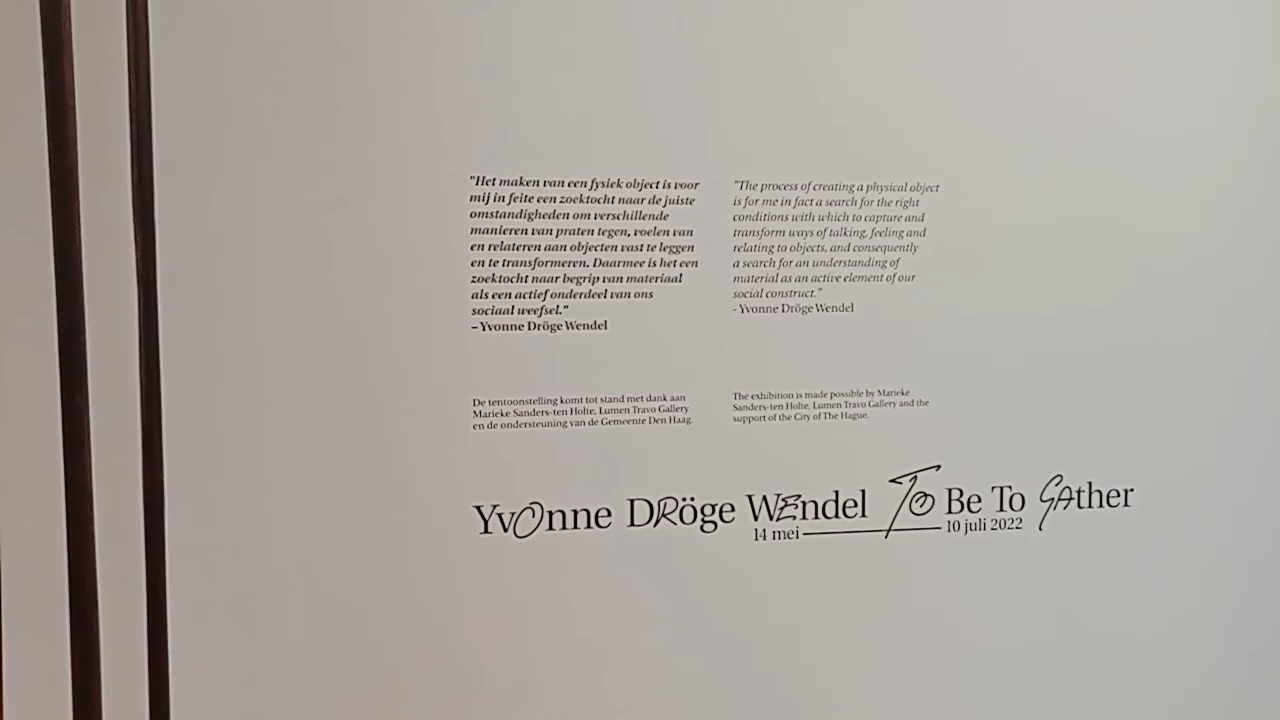 "Het maken van een fysiek object is voor
mij in feite een zoektocht naar de juiste
omstandigheden om verschillende
manieren van praten tegen, voelen van
en relateren aan objecten vast te leggen
en te transformeren. Daarmee is het een
zoektocht naar begrip van materiaal
als een actief onderdeel van ons
sociaal weefsel."
– Yvonne Dröge Wendel
"The process of creating a physical object
is for me in fact a search for the right
conditions with which to capture and
transform ways of talking, feeling and
relating to objects, and consequently
a search for an understanding of
material as an active element of our
social construct."
- Yvonne Dröge Wendel
De tentoonstelling komt tot stand met dank aan
Marieke Sanders-ten Holte, Lumen Travo Gallery
en de ondersteuning van de Gemeente Den Haag.
The exhibition is made possible by Marieke
Sanders-ten Holte, Lumen Travo Gallery and the
support of the City of The Hague.
YvOnne DRöge WEndel TO Be To GAther
14 mei — 10 juli 2022